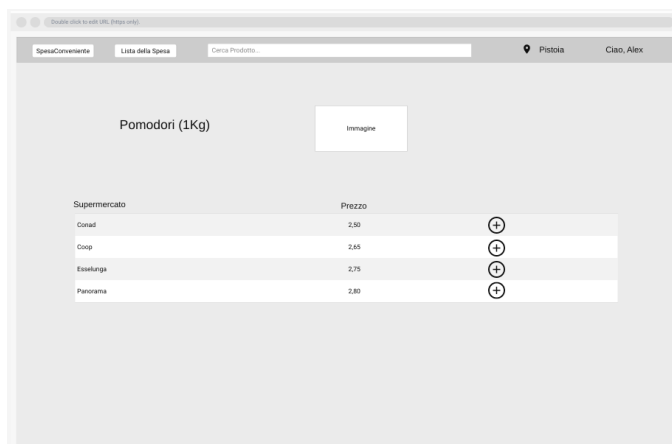 Double click to edit URL (https only).
SpesaConveniente Lista della Spesa Cerca Prodotto... Pistoia Ciao, Alex
Pomodori (1Kg) Immagine
Supermercato Prezzo
Conad 2,50
Coop 2,65
Esselunga 2,75
Panorama 2,80